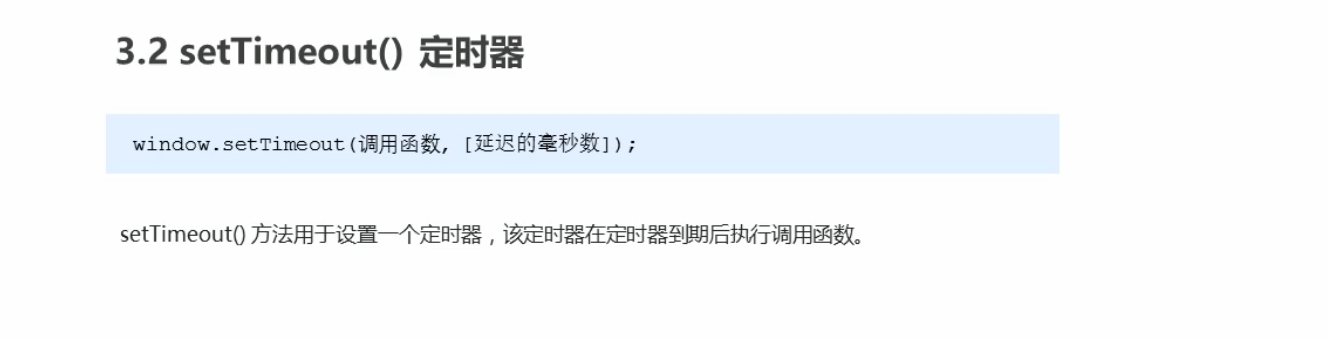 3.2 setTimeout() 定时器
window.setTimeout(调用函数, [延迟的毫秒数]);
setTimeout() 方法用于设置一个定时器，该定时器在定时器到期后执行调用函数。